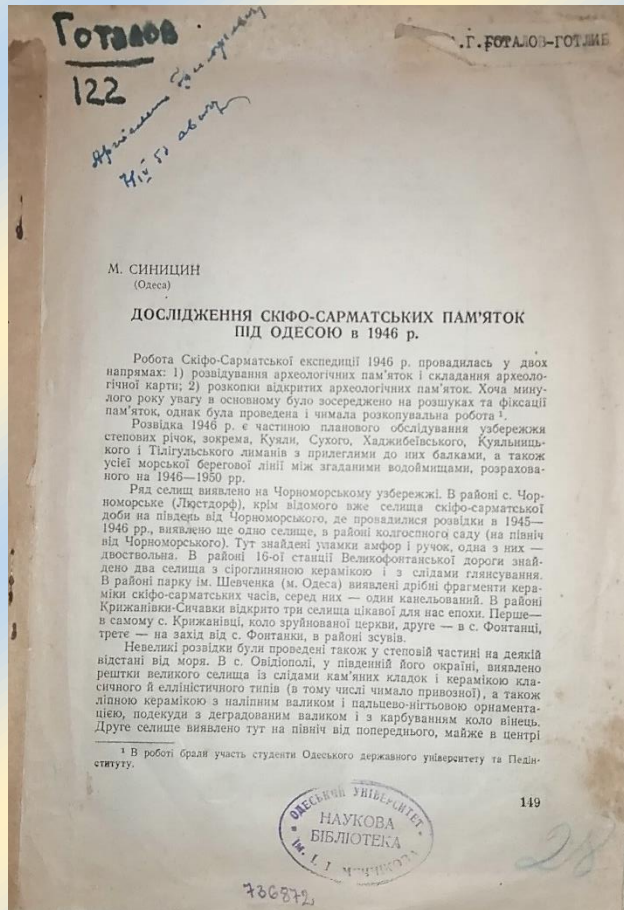 Готалов
122
.Г. ГОТАЛОВ-ГОТЛИБ
М. СИНИЦИН
(Одеса)
ДОСЛІДЖЕННЯ СКІФО-САРМАТСЬКИХ ПАМ’ЯТОК
ПІД ОДЕСОЮ в 1946 р.
Робота Скіфо-Сарматської експедиції 1946 р. провадилась у двох
напрямах: 1) розвідування археологічних пам’яток і складання археоло-
гічної карти; 2) розкопки відкритих археологічних пам’яток. Хоча мину-
лого року увагу в основному було зосереджено на розшуках та фіксації
пам’яток, однак була проведена і чимала розкопувальна робота ¹.
Розвідка 1946 р. є частиною планового обслідування узбережжя
степових річок, зокрема, Куяли, Сухого, Хаджибеївського, Куяльниць-
кого і Тілігульського лиманів з прилеглими до них балками, а також
усієї морської берегової лінії між згаданими водоймищами, розрахова-
ного на 1946—1950 рр.
Ряд селищ виявлено на Чорноморському узбережжі. В районі с. Чор-
номорське (Люстдорф), крім відомого вже селища скіфо-сарматської
доби на південь від Чорноморського, де провадилися розвідки в 1945—
1946 рр., виявлено ще одно селище, в районі колгоспного саду (на північ
від Чорноморського). Тут знайдені уламки амфор і ручок, одна з них —
двоствольна. В районі 16-ої станції Великофонтанської дороги знай-
дено два селища з сіроглиняною керамікою і з слідами глянсування.
В районі парку ім. Шевченка (м. Одеса) виявлені дрібні фрагменти кера-
міки скіфо-сарматських часів, серед них — один канельований. В районі
Крижанівки-Сичавки відкрито три селища цікавої для нас епохи. Перше—
в самому с. Крижанівці, коло зруйнованої церкви, друге — в с. Фонтанці,
третє — на захід від с. Фонтанки, в районі зсувів.
Невеликі розвідки були проведені також у степовій частині на деякій
відстані від моря. В с. Овідіополі, у південній його окраїні, виявлено
рештки великого селища із слідами кам’яних кладок і керамікою кла-
сичного й елліністичного типів (в тому числі чимало привозної), а також
ліпною керамікою з наліпним валиком і пальцево-нігтьовою орнамента-
цією, подекуди з деградованим валиком і з карбуванням коло вінець.
Друге селище виявлено тут на північ від попереднього, майже в центрі
¹ В роботі брали участь студенти Одеського державного університету та Педін-
ституту.
149
ОДЕСЬКИЙ УНІВЕРСИТЕТ
НАУКОВА
БІБЛІОТЕКА
ім. І. І. МЕЧНИКОВА
28
736872